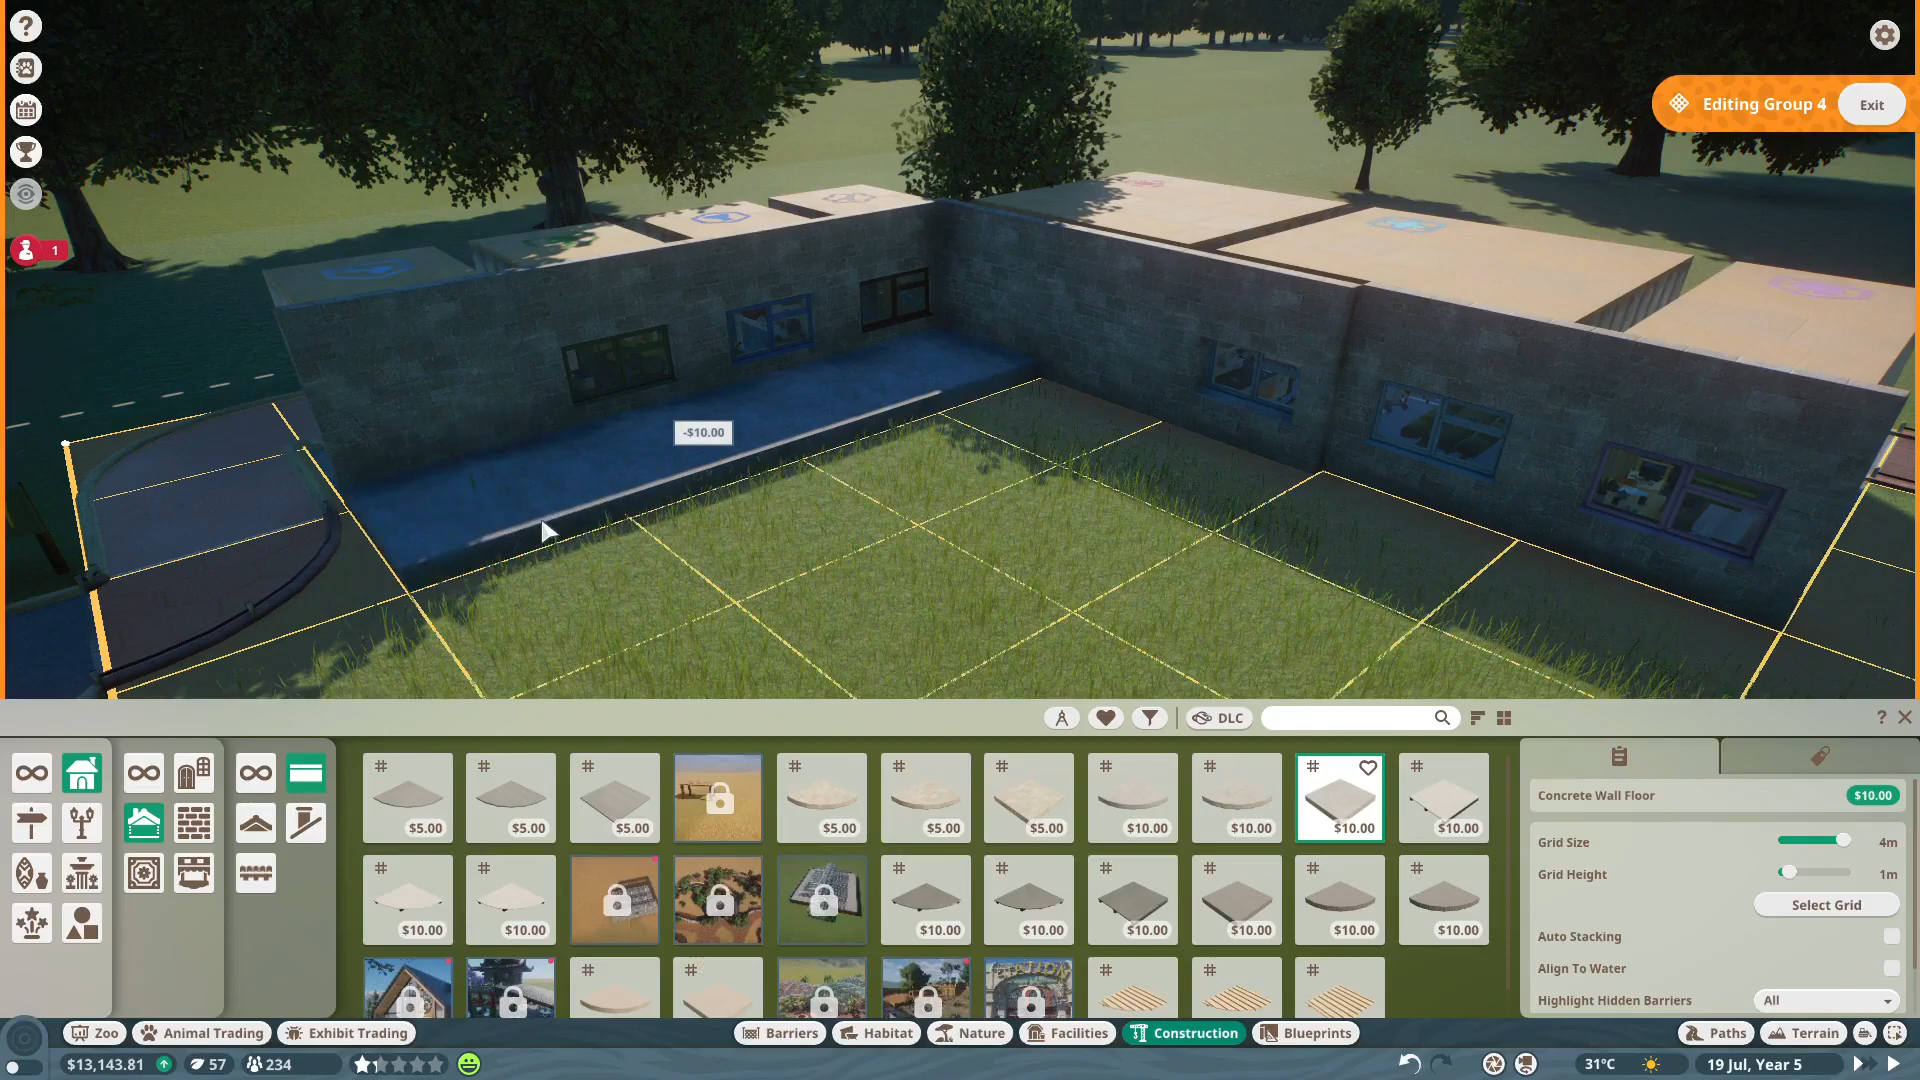 ?
Editing Group 4
Exit
1
-$10.00
DLC
?
$5.00
$5.00
$5.00
$5.00
$5.00
$5.00
$10.00
$10.00
$10.00
$10.00
$10.00
$10.00
$10.00
$10.00
$10.00
$10.00
$10.00
$10.00
STATION
Concrete Wall Floor
$10.00
Grid Size
4m
Grid Height
1m
Select Grid
Auto Stacking
Align To Water
Highlight Hidden Barriers
All
Zoo
Animal Trading
Exhibit Trading
Barriers
Habitat
Nature
Facilities
Construction
Blueprints
Paths
Terrain
$13,143.81
57
234
31°C
19 Jul, Year 5